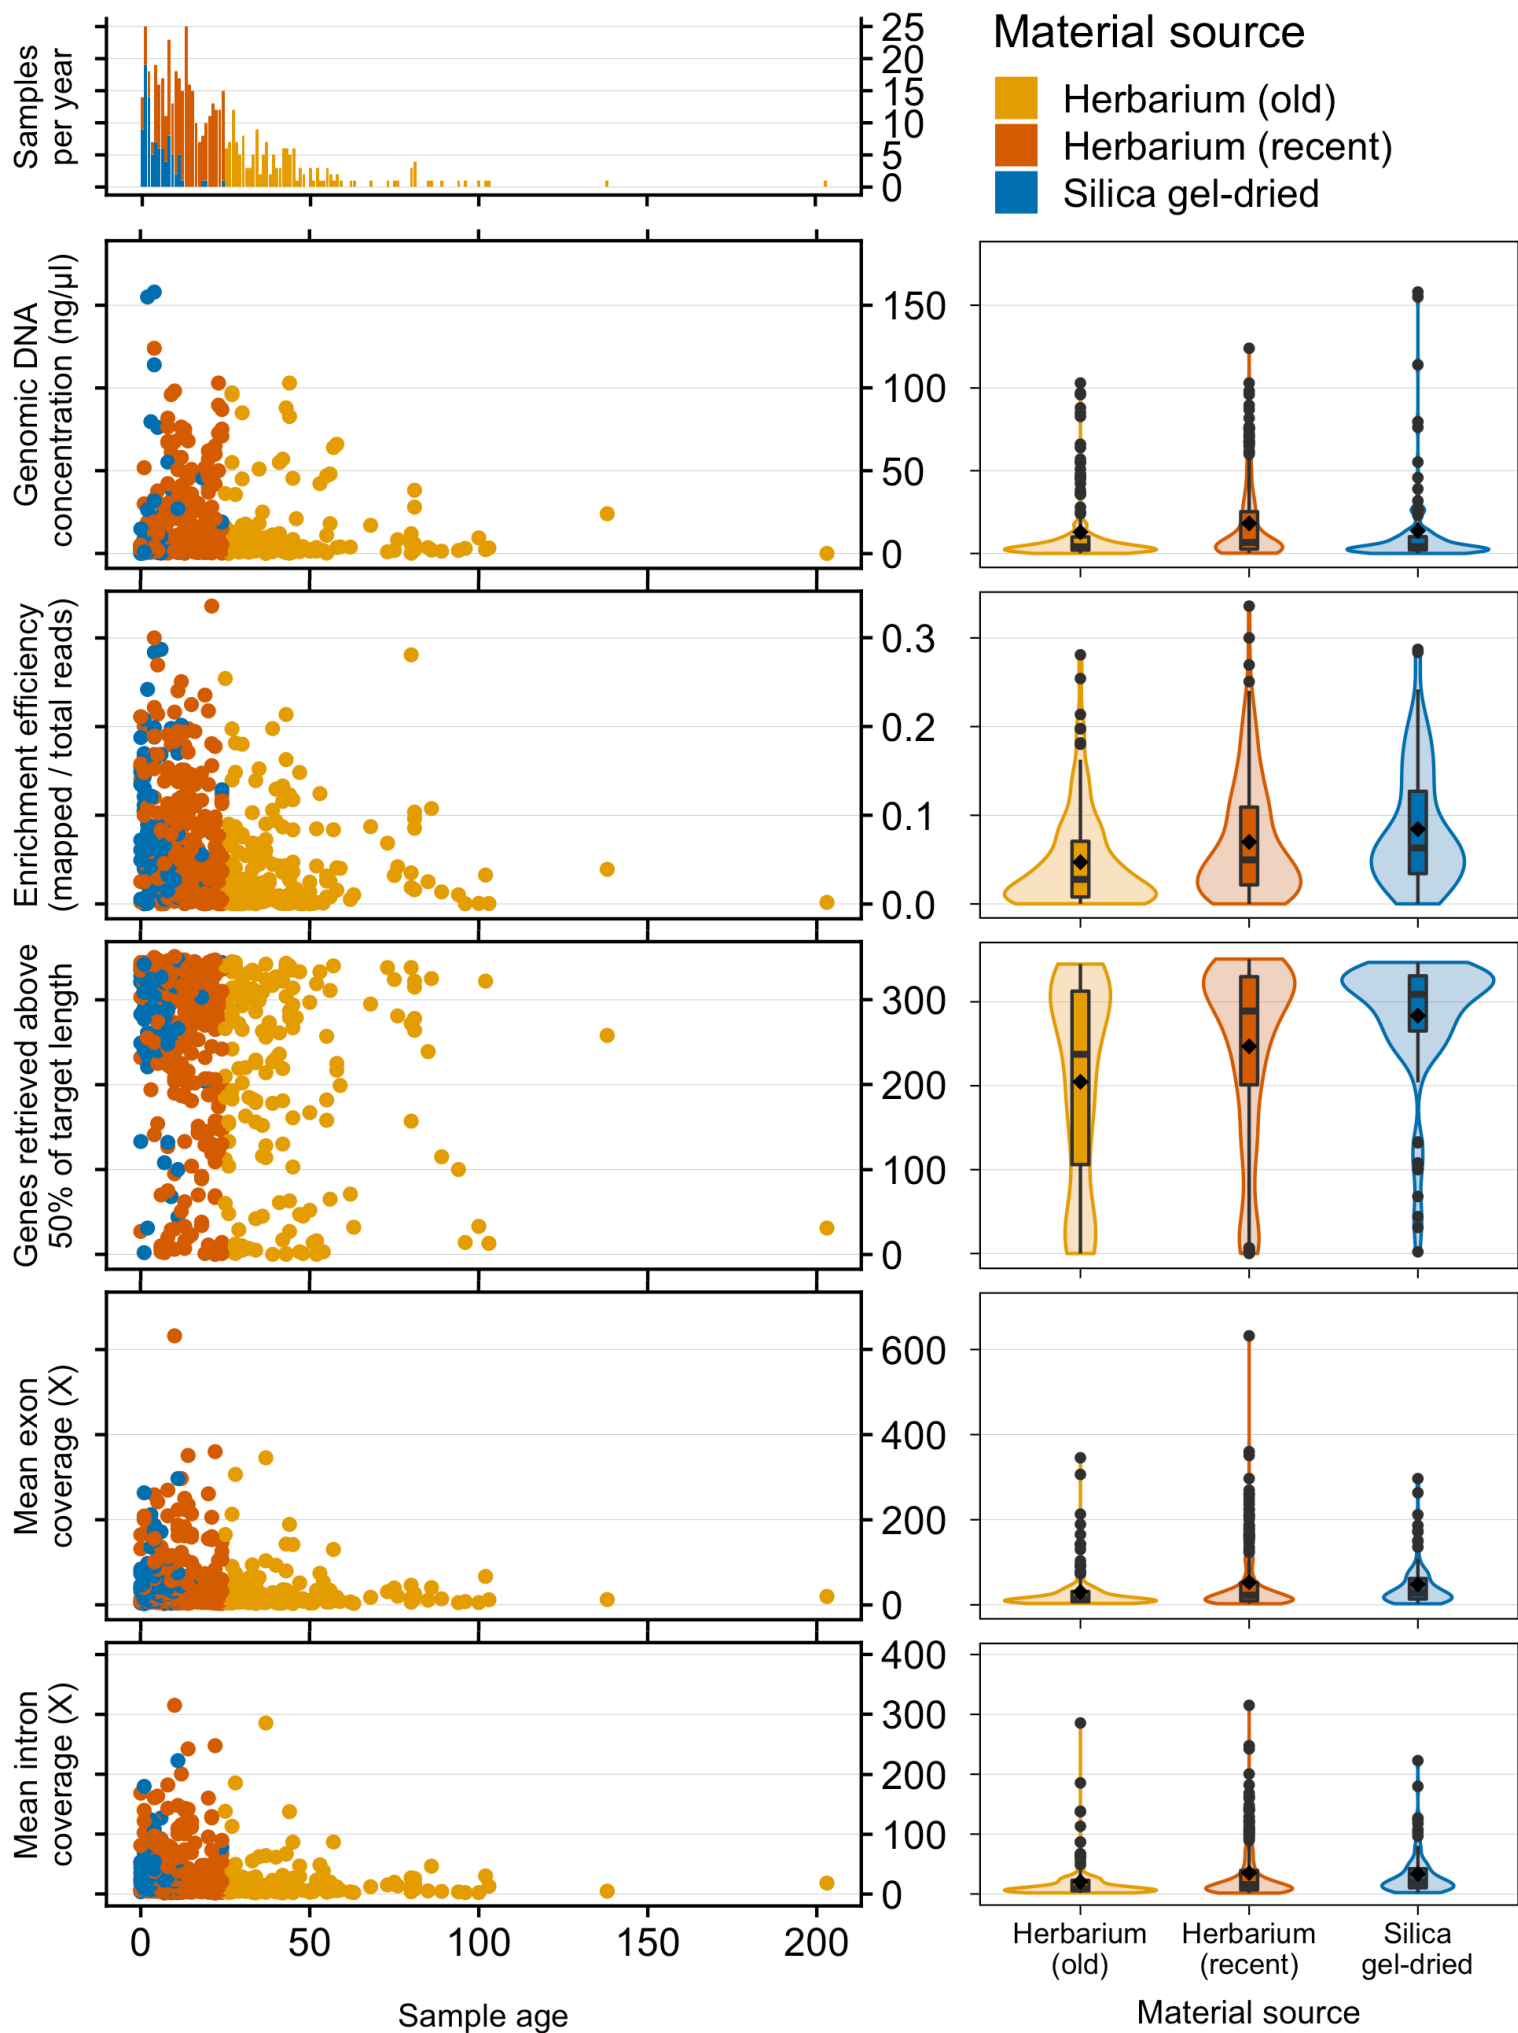 Samples
per year
25
20
15
10
5
0
Material source
Herbarium (old)
Herbarium (recent)
Silica gel-dried
Genomic DNA
concentration (ng/µl)
150
100
50
0
Enrichment efficiency
(mapped / total reads)
0.3
0.2
0.1
0.0
Genes retrieved above
50% of target length
300
200
100
0
Mean exon
coverage (X)
600
400
200
0
Mean intron
coverage (X)
400
300
200
100
0
0 50 100 150 200
Sample age
Herbarium
(old)
Herbarium
(recent)
Silica
gel-dried
Material source